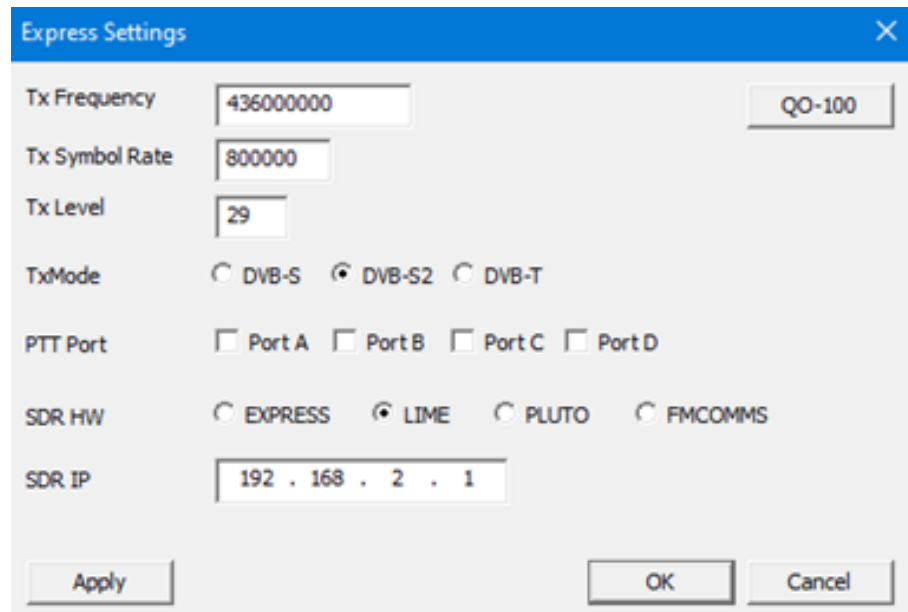 Express Settings
Tx Frequency 436000000 QO-100
Tx Symbol Rate 800000
Tx Level 29
TxMode DVB-S DVB-S2 DVB-T
PTT Port Port A Port B Port C Port D
SDR HW EXPRESS LIME PLUTO FMCOMMS
SDR IP 192 . 168 . 2 . 1
Apply OK Cancel